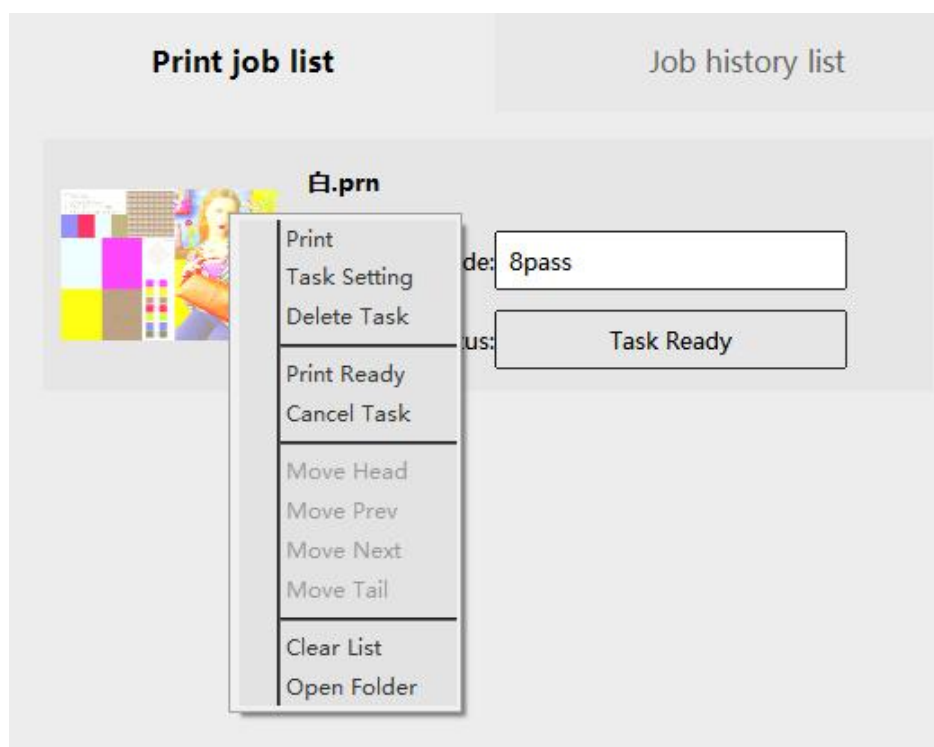 Print job list
Job history list
白.prn
de: 8pass
us: Task Ready
Print
Task Setting
Delete Task
Print Ready
Cancel Task
Move Head
Move Prev
Move Next
Move Tail
Clear List
Open Folder